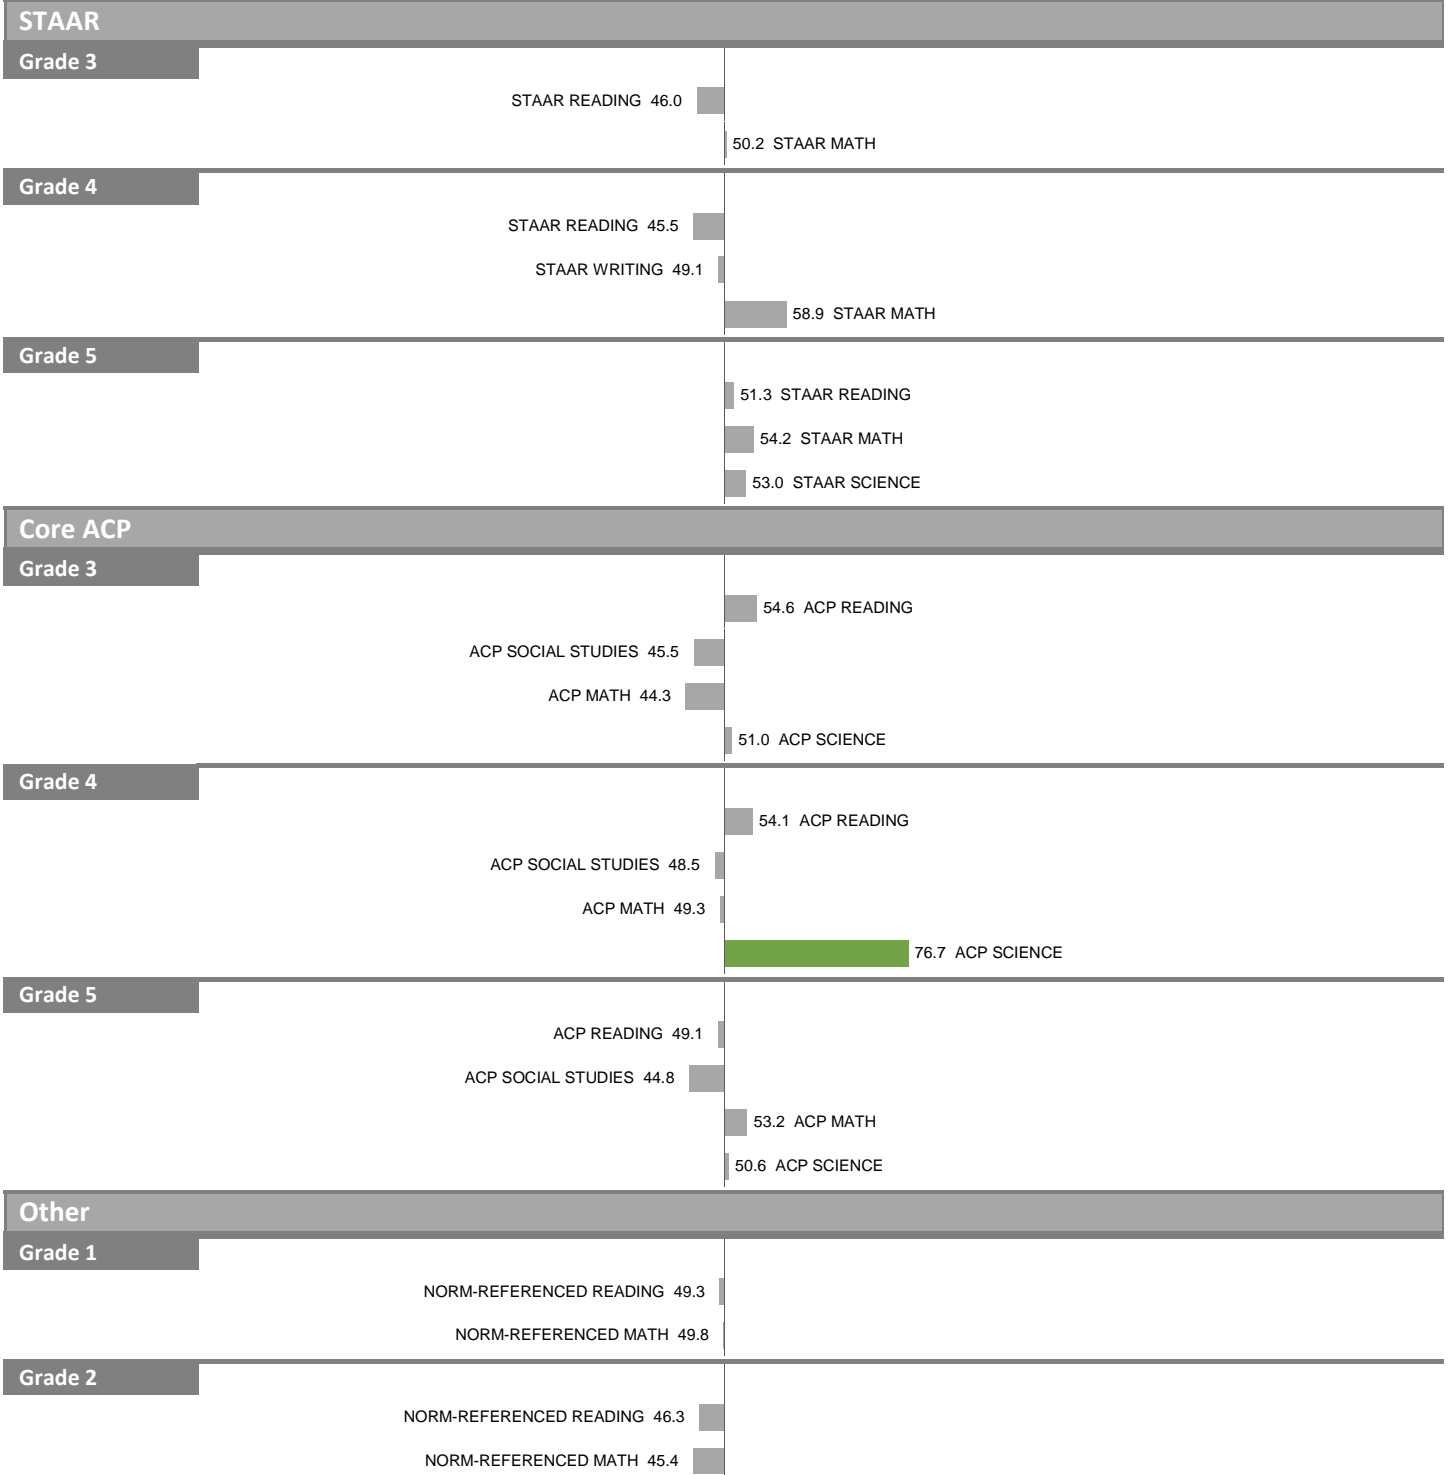 STAAR
Grade 3
STAAR READING 46.0
50.2 STAAR MATH
Grade 4
STAAR READING 45.5
STAAR WRITING 49.1
58.9 STAAR MATH
Grade 5
51.3 STAAR READING
54.2 STAAR MATH
53.0 STAAR SCIENCE
Core ACP
Grade 3
54.6 ACP READING
ACP SOCIAL STUDIES 45.5
ACP MATH 44.3
51.0 ACP SCIENCE
Grade 4
54.1 ACP READING
ACP SOCIAL STUDIES 48.5
ACP MATH 49.3
76.7 ACP SCIENCE
Grade 5
ACP READING 49.1
ACP SOCIAL STUDIES 44.8
53.2 ACP MATH
50.6 ACP SCIENCE
Other
Grade 1
NORM-REFERENCED READING 49.3
NORM-REFERENCED MATH 49.8
Grade 2
NORM-REFERENCED READING 46.3
NORM-REFERENCED MATH 45.4